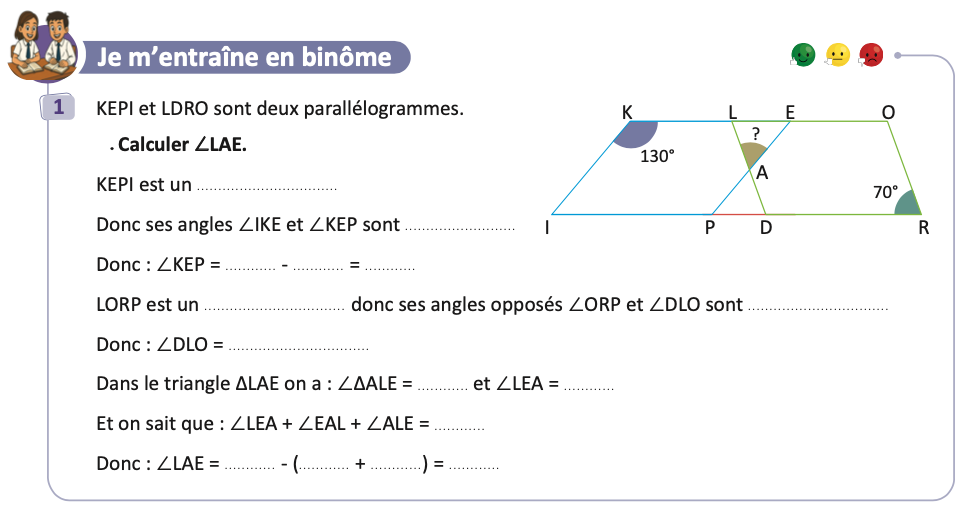 Je m'entraîne en binôme
1 KEPI et LDRO sont deux parallélogrammes.
. Calculer ∠LAE.
KEPI est un ................................
Donc ses angles ∠IKE et ∠KEP sont .........................
Donc : ∠KEP = ............ - ............ = ............
LORP est un ................................ donc ses angles opposés ∠ORP et ∠DLO sont ................................
Donc : ∠DLO = ................................
Dans le triangle ΔLAE on a : ∠ΔALE = ............ et ∠LEA = ............
Et on sait que : ∠LEA + ∠EAL + ∠ALE = ............
Donc : ∠LAE = ............ - (............ + ............) = ............
K L E O
?
130°
A
70°
I P D R